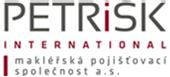 PETRiSK
INTERNATIONAL
makléřská pojišťovací
společnost a.s.